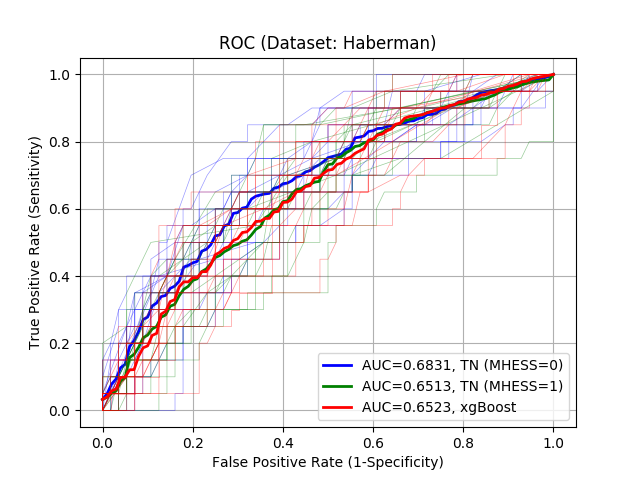 ROC (Dataset: Haberman)
True Positive Rate (Sensitivity)
1.0
0.8
0.6
0.4
0.2
0.0
AUC=0.6831, TN (MHESS=0)
AUC=0.6513, TN (MHESS=1)
AUC=0.6523, xgBoost
0.0 0.2 0.4 0.6 0.8 1.0
False Positive Rate (1-Specificity)